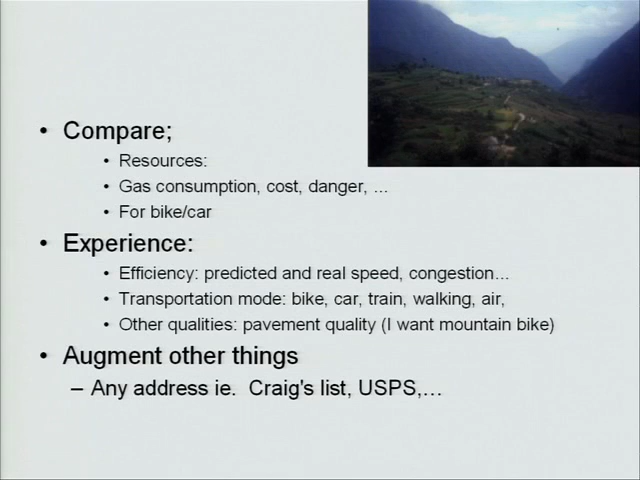 • Compare;
• Resources:
• Gas consumption, cost, danger, ...
• For bike/car
• Experience:
• Efficiency: predicted and real speed, congestion...
• Transportation mode: bike, car, train, walking, air,
• Other qualities: pavement quality (I want mountain bike)
• Augment other things
– Any address ie.  Craig's list, USPS,...